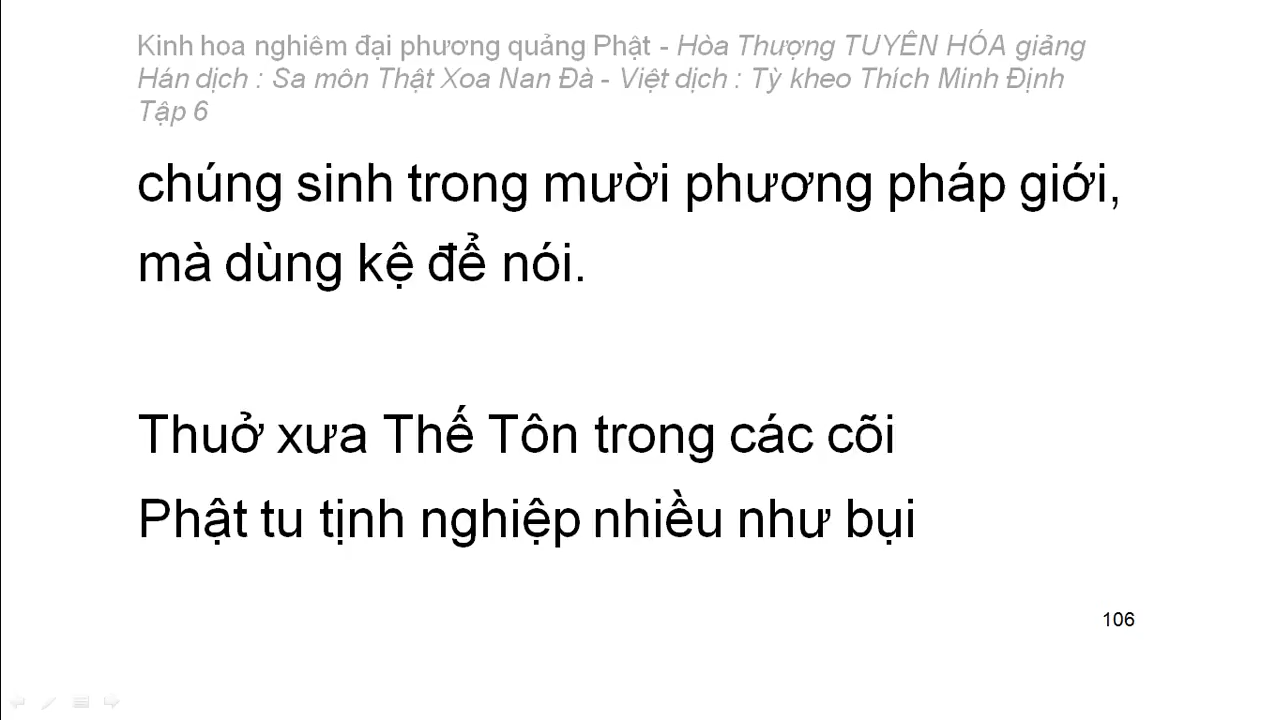 Kinh hoa nghiêm đại phương quảng Phật - Hòa Thượng TUYÊN HÓA giảng
Hán dịch : Sa môn Thật Xoa Nan Đà - Việt dịch : Tỳ kheo Thích Minh Định
Tập 6
chúng sinh trong mười phương pháp giới,
mà dùng kệ để nói.
Thuở xưa Thế Tôn trong các cõi
Phật tu tịnh nghiệp nhiều như bụi
106